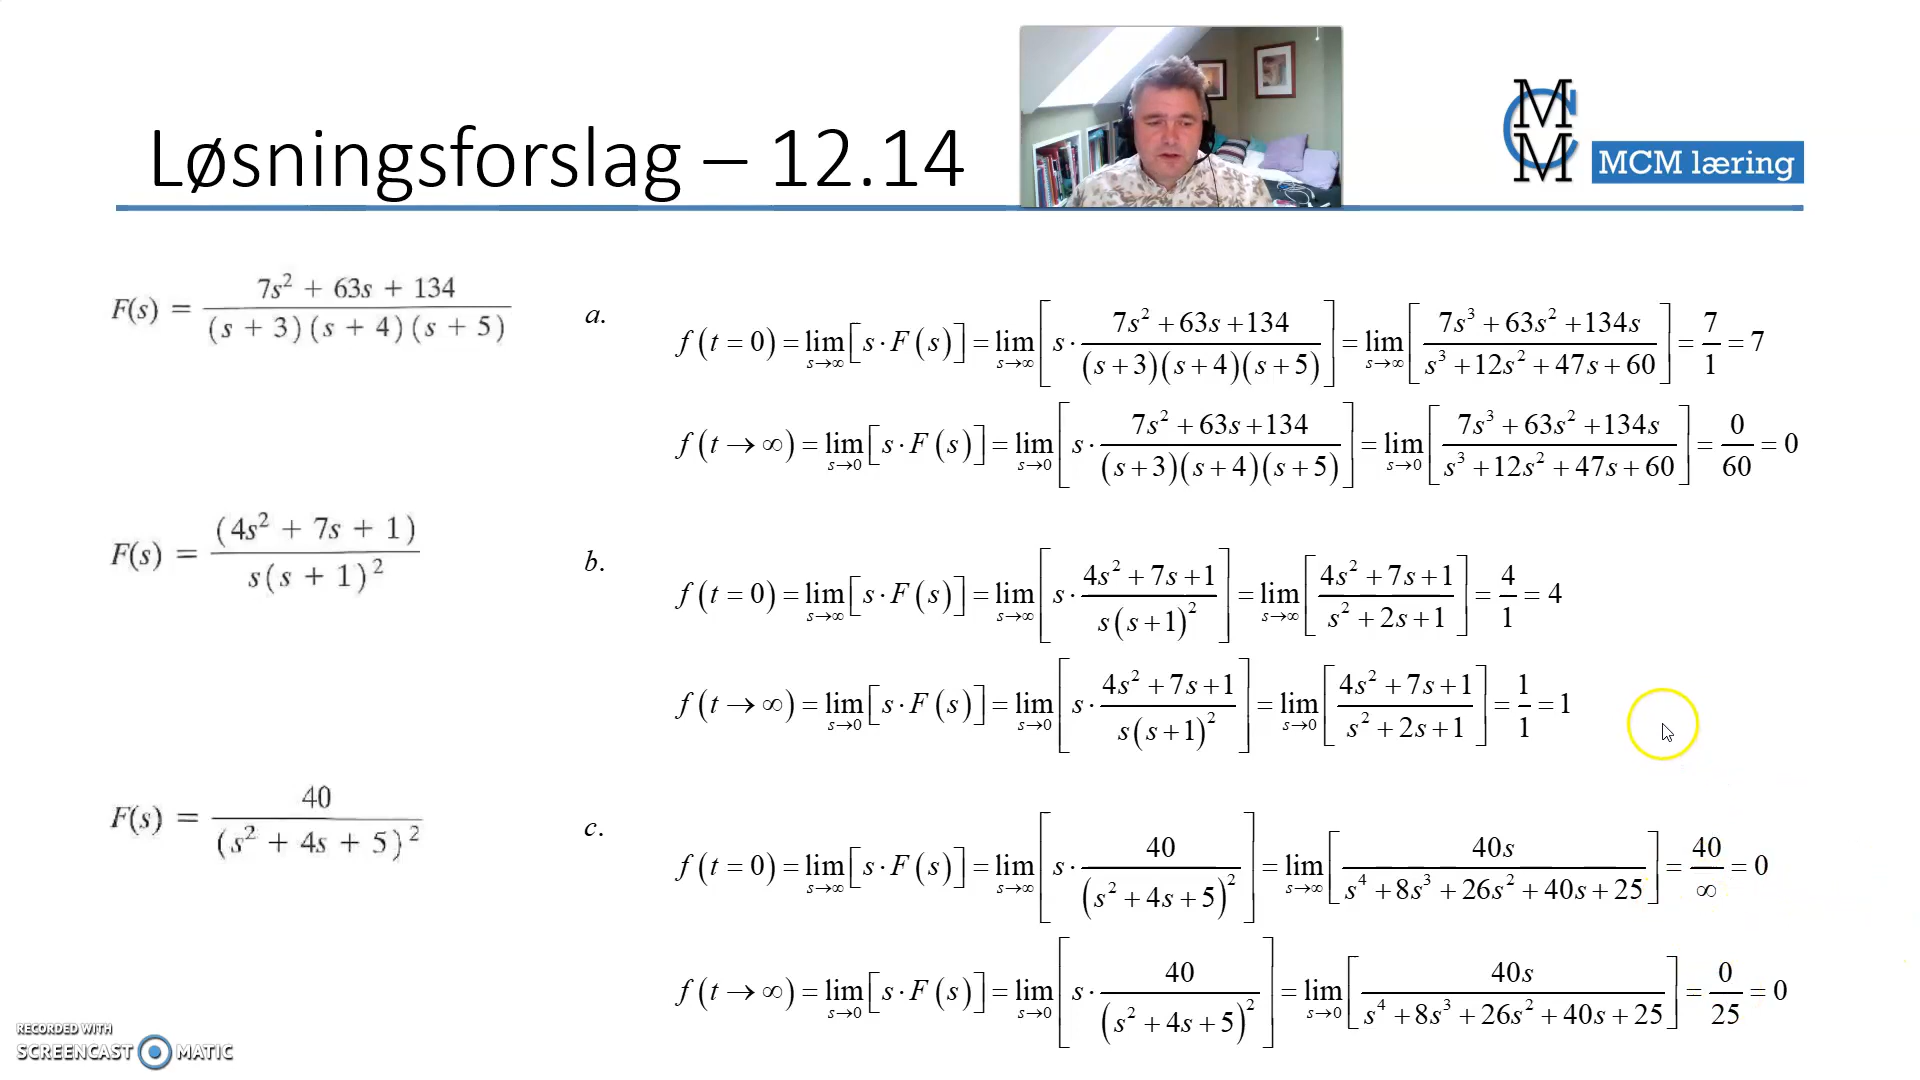 Løsningsforslag – 12.14
MCM
MCM læring
F(s) = (7s² + 63s + 134) / ((s + 3)(s + 4)(s + 5))
a.
f(t = 0) = lim_{s→∞}[s·F(s)] = lim_{s→∞}[s · (7s² + 63s + 134) / ((s + 3)(s + 4)(s + 5))] = lim_{s→∞}[(7s³ + 63s² + 134s) / (s³ + 12s² + 47s + 60)] = 7/1 = 7
f(t → ∞) = lim_{s→0}[s·F(s)] = lim_{s→0}[s · (7s² + 63s + 134) / ((s + 3)(s + 4)(s + 5))] = lim_{s→0}[(7s³ + 63s² + 134s) / (s³ + 12s² + 47s + 60)] = 0/60 = 0
F(s) = (4s² + 7s + 1) / (s(s + 1)²)
b.
f(t = 0) = lim_{s→∞}[s·F(s)] = lim_{s→∞}[s · (4s² + 7s + 1) / (s(s + 1)²)] = lim_{s→∞}[(4s² + 7s + 1) / (s² + 2s + 1)] = 4/1 = 4
f(t → ∞) = lim_{s→0}[s·F(s)] = lim_{s→0}[s · (4s² + 7s + 1) / (s(s + 1)²)] = lim_{s→0}[(4s² + 7s + 1) / (s² + 2s + 1)] = 1/1 = 1
F(s) = 40 / (s² + 4s + 5)²
c.
f(t = 0) = lim_{s→∞}[s·F(s)] = lim_{s→∞}[s · 40 / (s² + 4s + 5)²] = lim_{s→∞}[40s / (s⁴ + 8s³ + 26s² + 40s + 25)] = 40/∞ = 0
f(t → ∞) = lim_{s→0}[s·F(s)] = lim_{s→0}[s · 40 / (s² + 4s + 5)²] = lim_{s→0}[40s / (s⁴ + 8s³ + 26s² + 40s + 25)] = 0/25 = 0
RECORDED WITH
SCREENCAST MATIC